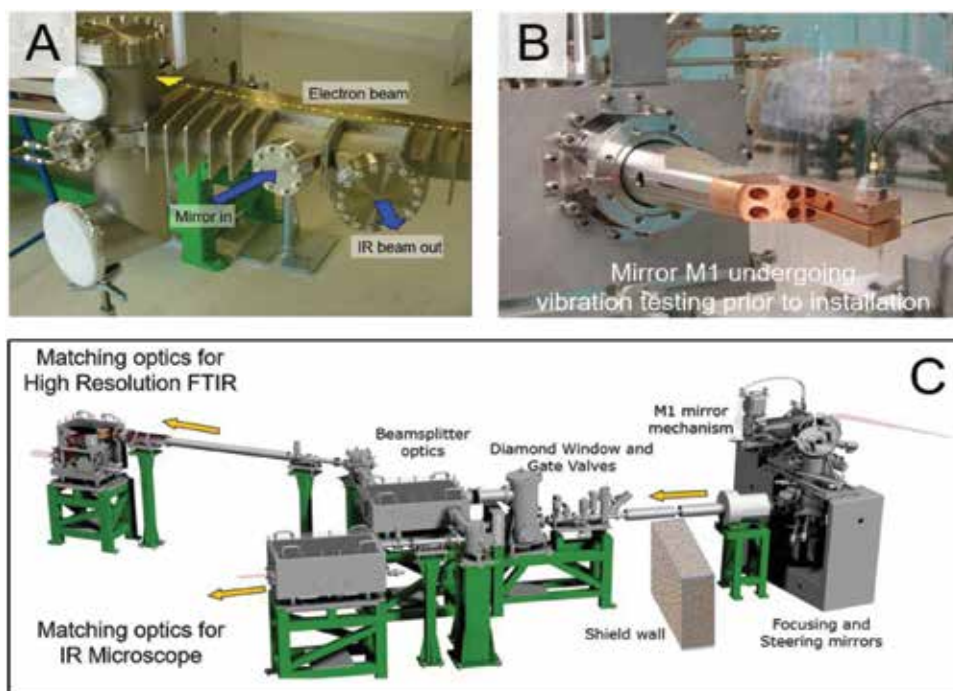 A
Electron beam
Mirror in
IR beam out
B
Mirror M1 undergoing
vibration testing prior to installation
C
Matching optics for
High Resolution FTIR
Beamsplitter
optics
Diamond Window and
Gate Valves
M1 mirror
mechanism
Shield wall
Focusing and
Steering mirrors
Matching optics for
IR Microscope